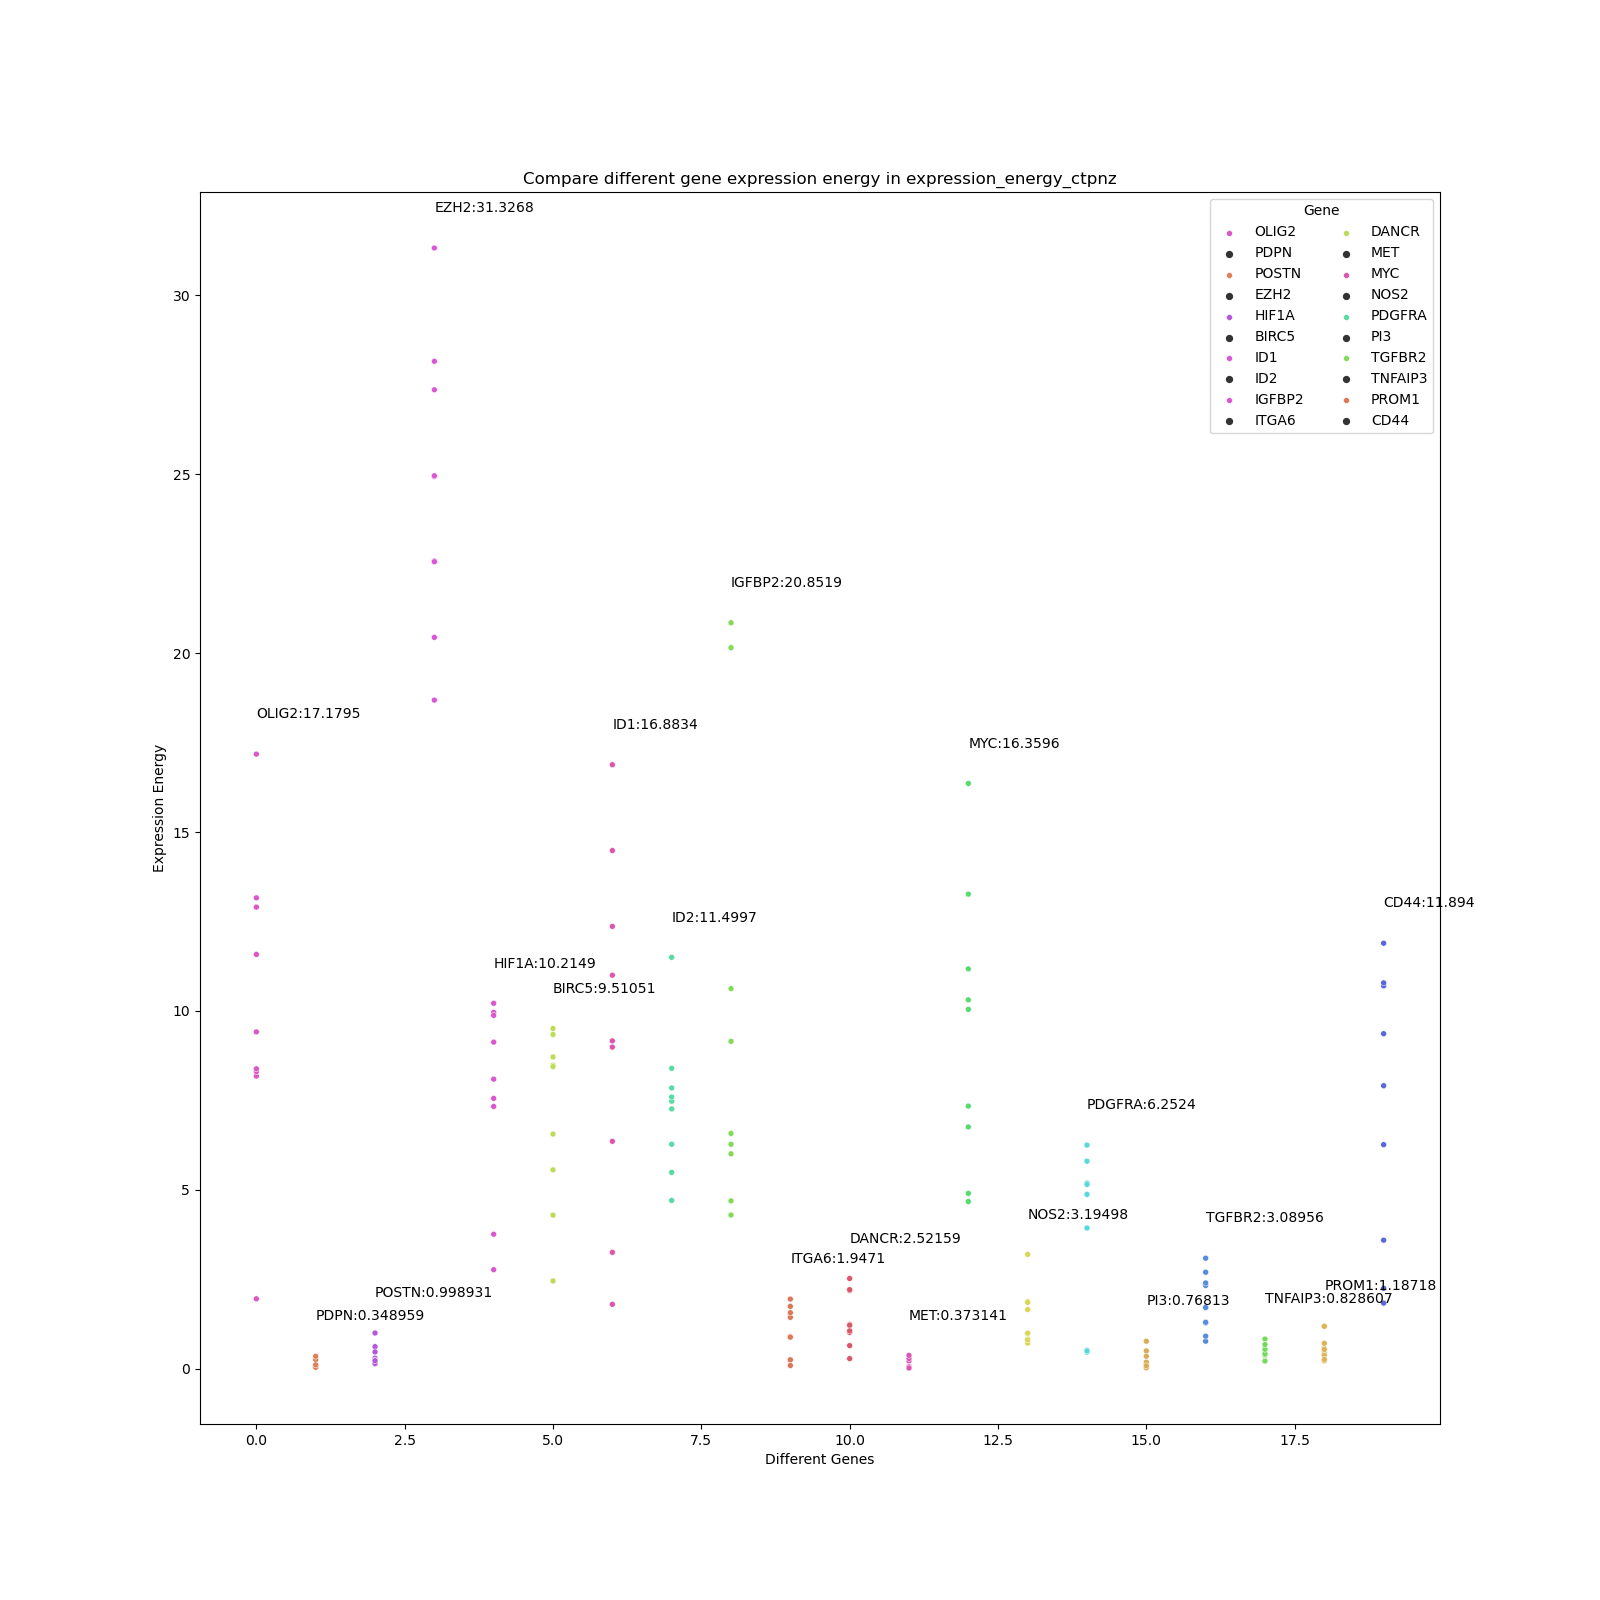 Compare different gene expression energy in expression_energy_ctpnz
EZH2:31.3268
Gene
OLIG2 DANCR
PDPN MET
POSTN MYC
EZH2 NOS2
HIF1A PDGFRA
BIRC5 PI3
ID1 TGFBR2
ID2 TNFAIP3
IGFBP2 PROM1
ITGA6 CD44
30
25
IGFBP2:20.8519
20
OLIG2:17.1795
ID1:16.8834
MYC:16.3596
15
Expression Energy
CD44:11.894
ID2:11.4997
HIF1A:10.2149
BIRC5:9.51051
10
PDGFRA:6.2524
5
NOS2:3.19498
TGFBR2:3.08956
DANCR:2.52159
ITGA6:1.9471
PROM1:1.18718
POSTN:0.998931
TNFAIP3:0.828607
PI3:0.76813
PDPN:0.348959
MET:0.373141
0
0.0 2.5 5.0 7.5 10.0 12.5 15.0 17.5
Different Genes